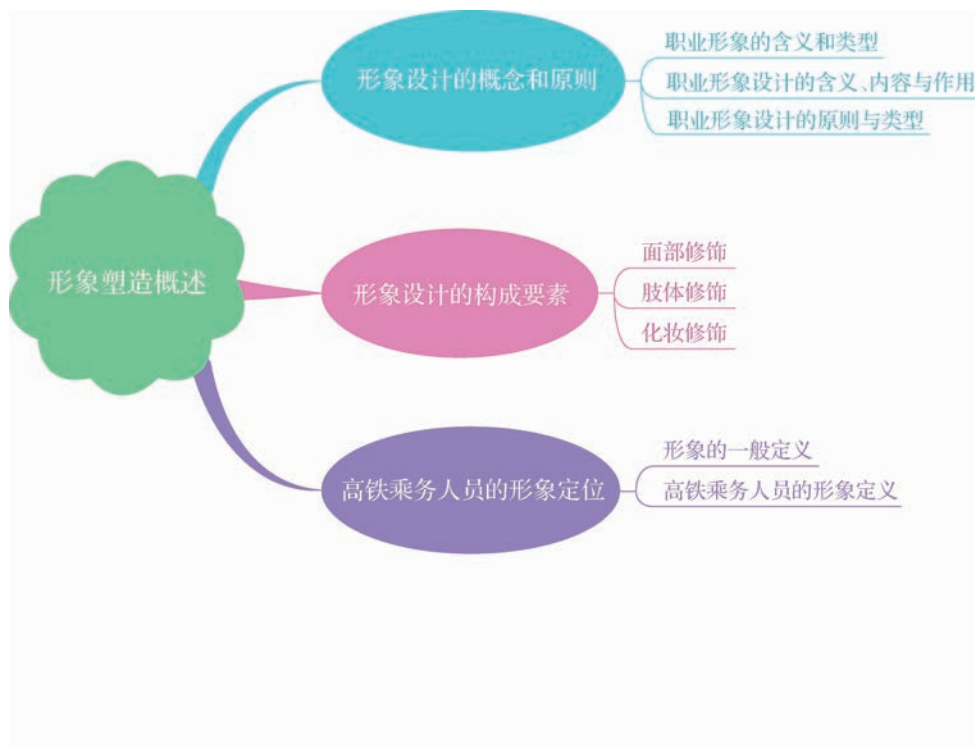 形象塑造概述
形象设计的概念和原则
职业形象的含义和类型
职业形象设计的含义、内容与作用
职业形象设计的原则与类型
形象设计的构成要素
面部修饰
肢体修饰
化妆修饰
高铁乘务人员的形象定位
形象的一般定义
高铁乘务人员的形象定义